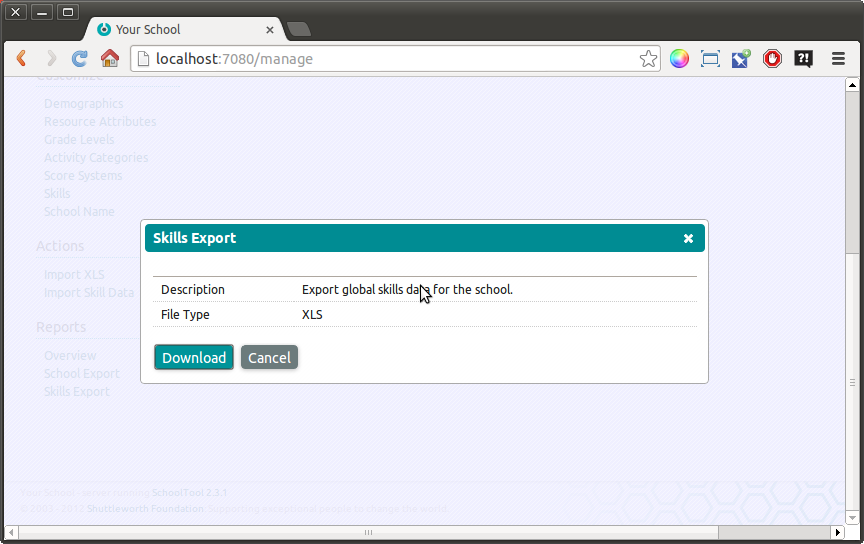 Your School
localhost:7080/manage
?!
Customize
Demographics
Resource Attributes
Grade Levels
Activity Categories
Score Systems
Skills
School Name
Actions
Import XLS
Import Skill Data
Reports
Overview
School Export
Skills Export
Skills Export
Description Export global skills data for the school.
File Type XLS
Download Cancel
Your School - server running SchoolTool 2.3.1
Shuttleworth Foundation. Supporting exceptional people to change the world.